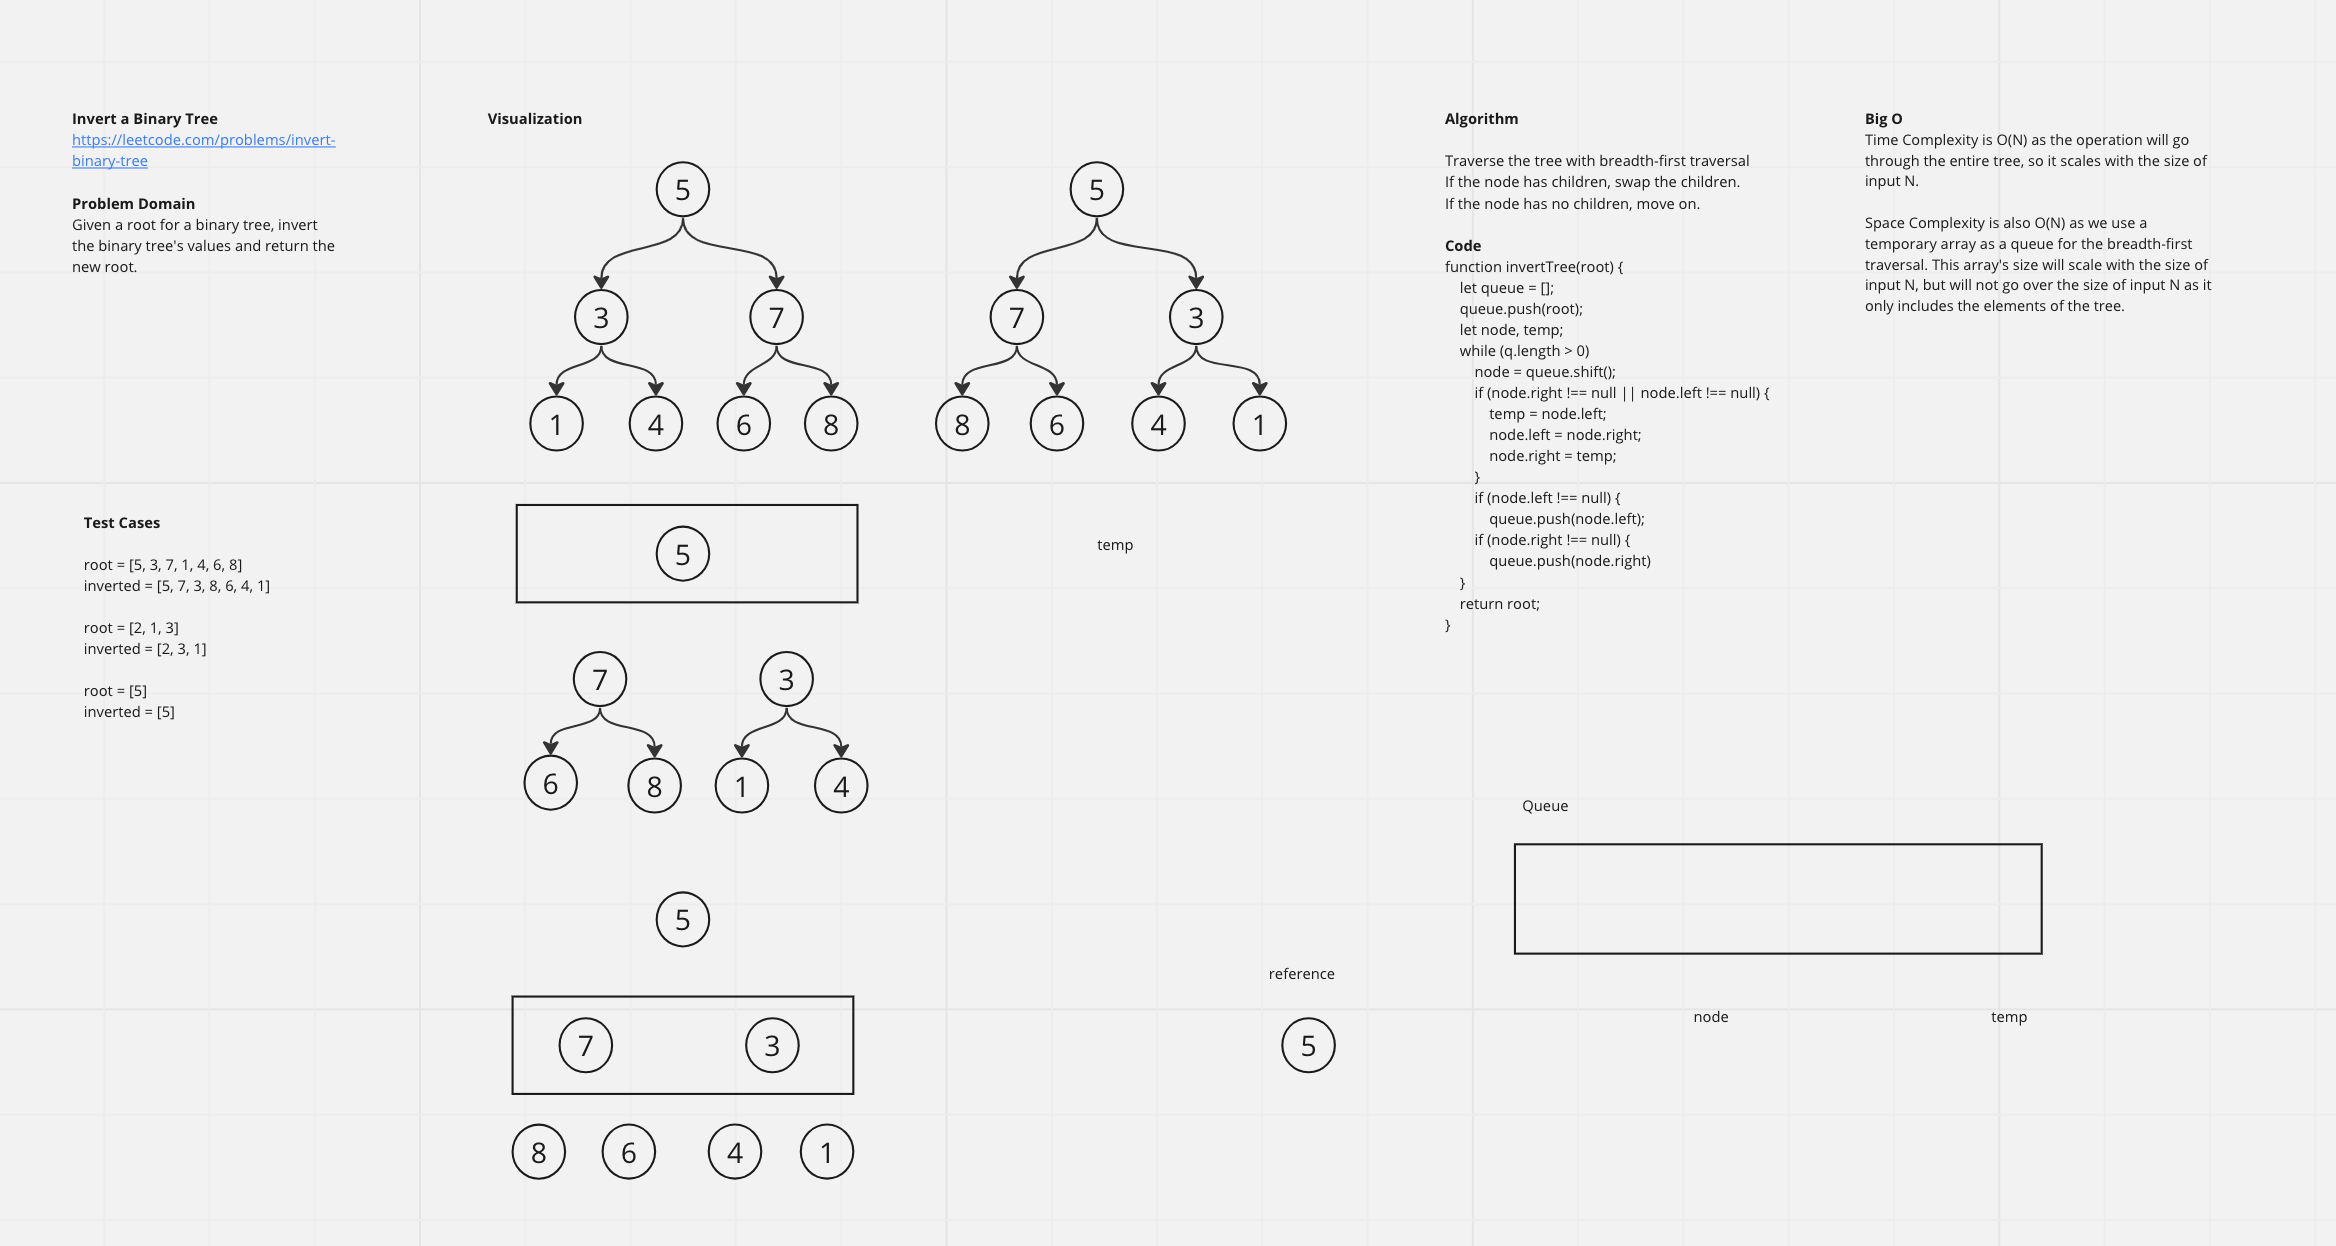 Invert a Binary Tree
https://leetcode.com/problems/invert-
binary-tree
Problem Domain
Given a root for a binary tree, invert
the binary tree's values and return the
new root.
Test Cases
root = [5, 3, 7, 1, 4, 6, 8]
inverted = [5, 7, 3, 8, 6, 4, 1]
root = [2, 1, 3]
inverted = [2, 3, 1]
root = [5]
inverted = [5]
Visualization
5
3 7
1 4 6 8
5
7 3
8 6 4 1
5
temp
7 3
6 8 1 4
5
7 3
8 6 4 1
reference
5
Algorithm
Traverse the tree with breadth-first traversal
If the node has children, swap the children.
If the node has no children, move on.
Code
function invertTree(root) {
    let queue = [];
    queue.push(root);
    let node, temp;
    while (q.length > 0)
        node = queue.shift();
        if (node.right !== null || node.left !== null) {
            temp = node.left;
            node.left = node.right;
            node.right = temp;
        }
        if (node.left !== null) {
            queue.push(node.left);
        if (node.right !== null) {
            queue.push(node.right)
    }
    return root;
}
Big O
Time Complexity is O(N) as the operation will go
through the entire tree, so it scales with the size of
input N.
Space Complexity is also O(N) as we use a
temporary array as a queue for the breadth-first
traversal. This array's size will scale with the size of
input N, but will not go over the size of input N as it
only includes the elements of the tree.
Queue
node
temp